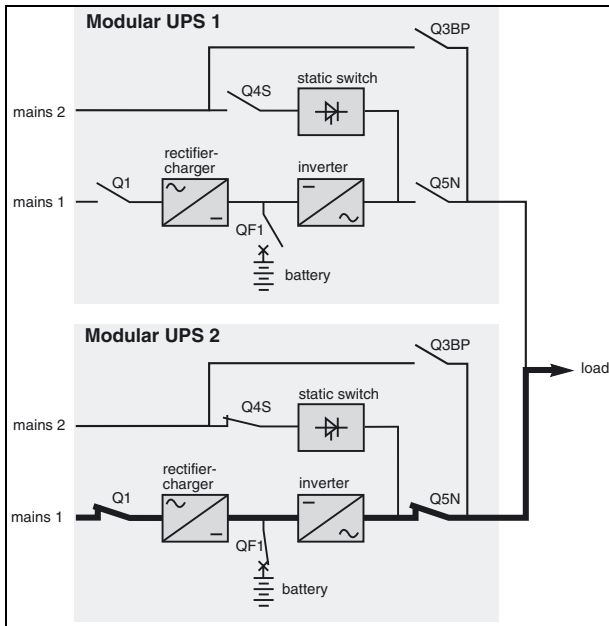 Modular UPS 1
Q3BP
static switch
Q4S
mains 2
rectifier-
charger
inverter
Q1
Q5N
mains 1
QF1
battery
Modular UPS 2
Q3BP
load
static switch
Q4S
mains 2
rectifier-
charger
inverter
Q1
Q5N
mains 1
QF1
battery